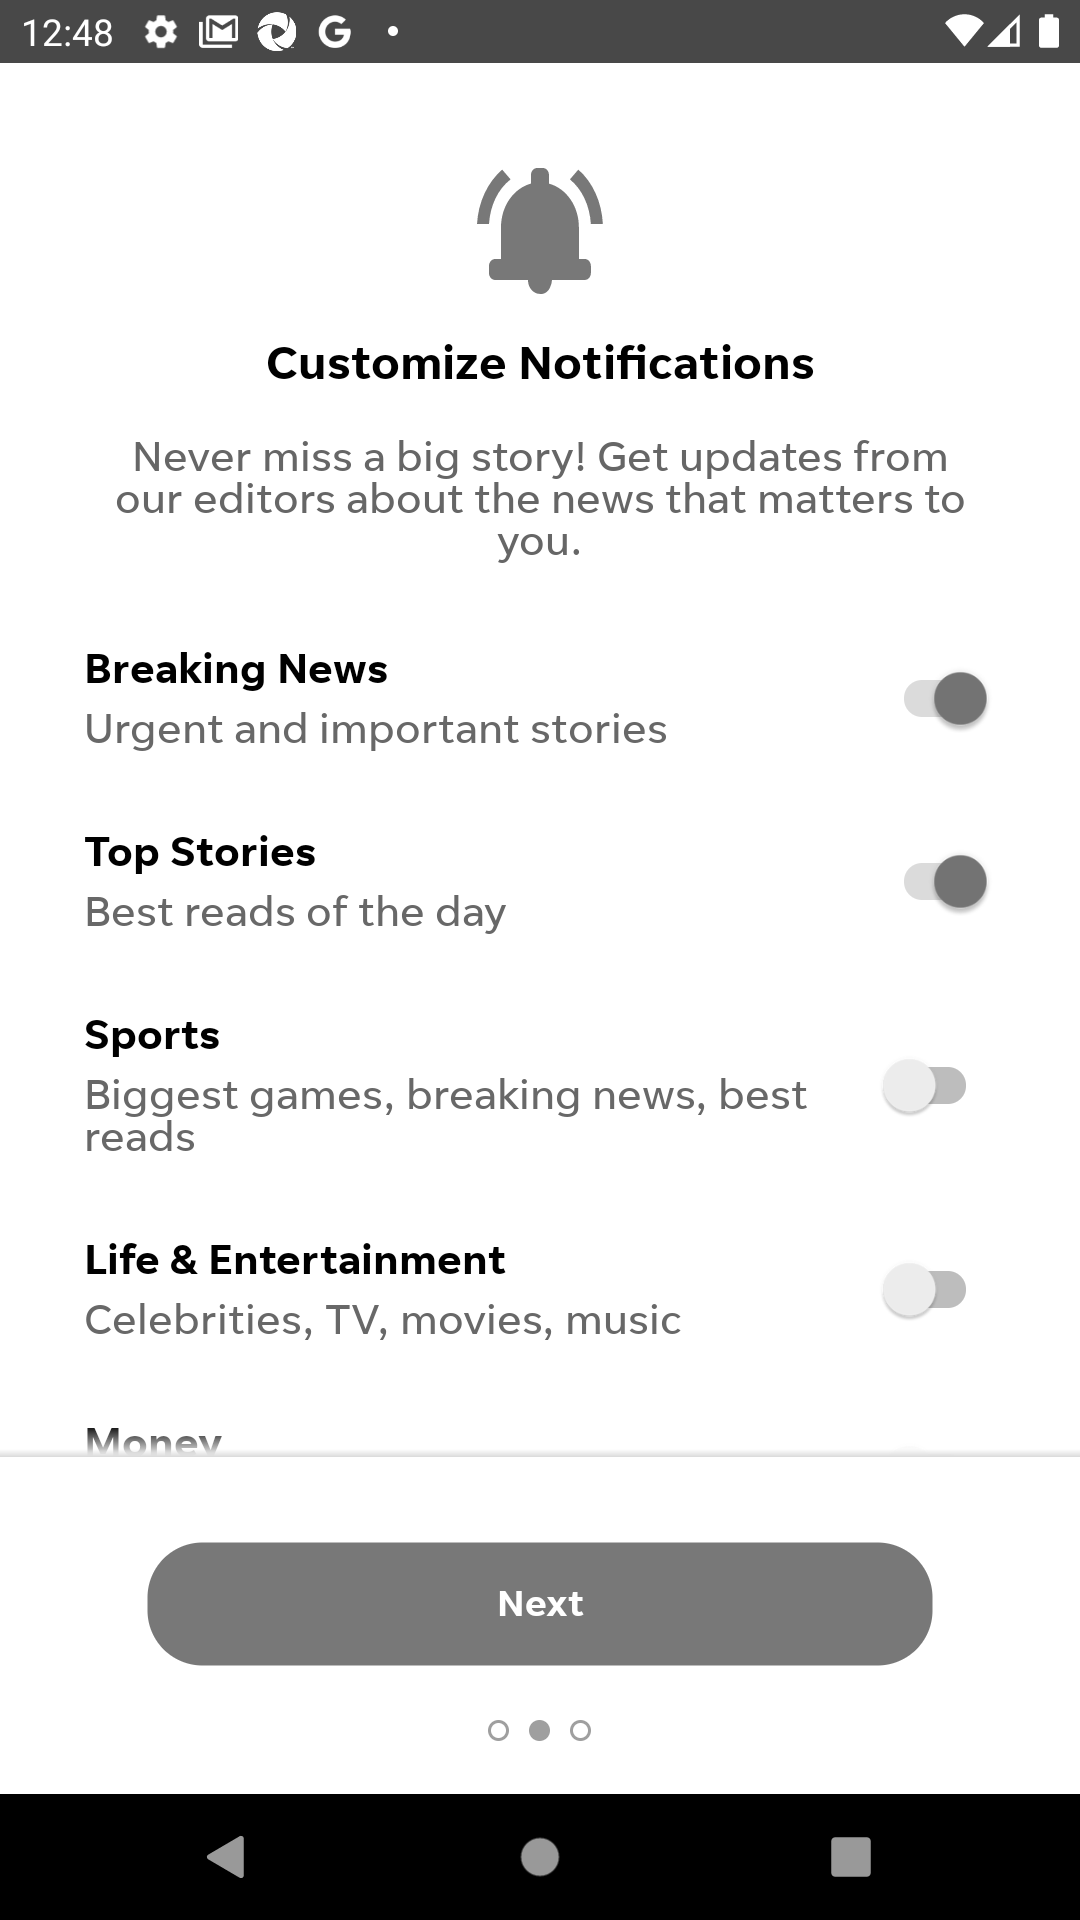 12:48
Customize Notifications
Never miss a big story! Get updates from
our editors about the news that matters to
you.
Breaking News
Urgent and important stories
Top Stories
Best reads of the day
Sports
Biggest games, breaking news, best
reads
Life & Entertainment
Celebrities, TV, movies, music
Money
Next